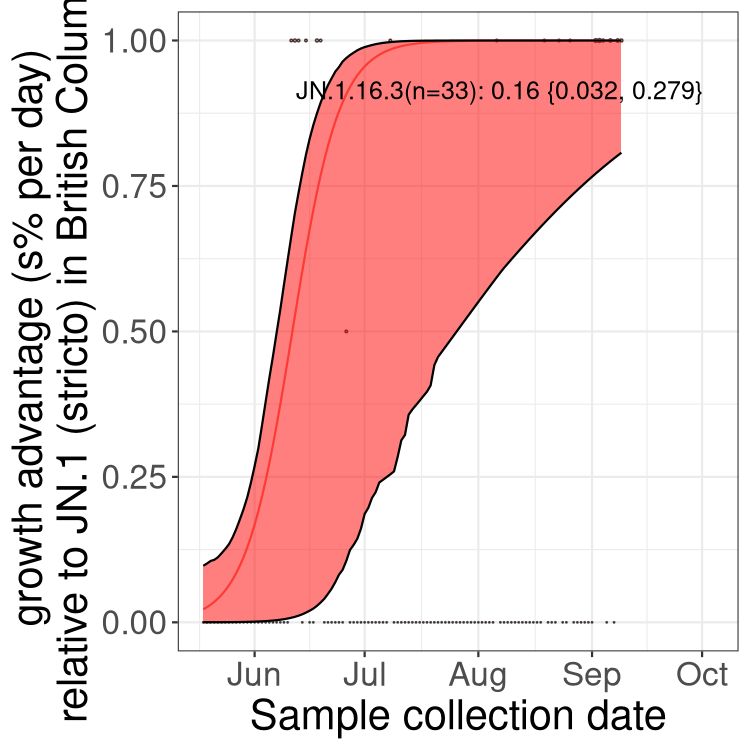 growth advantage (s% per day)
relative to JN.1 (stricto) in British Colum
1.00
0.75
0.50
0.25
0.00
JN.1.16.3(n=33): 0.16 {0.032, 0.279}
Jun Jul Aug Sep Oct
Sample collection date